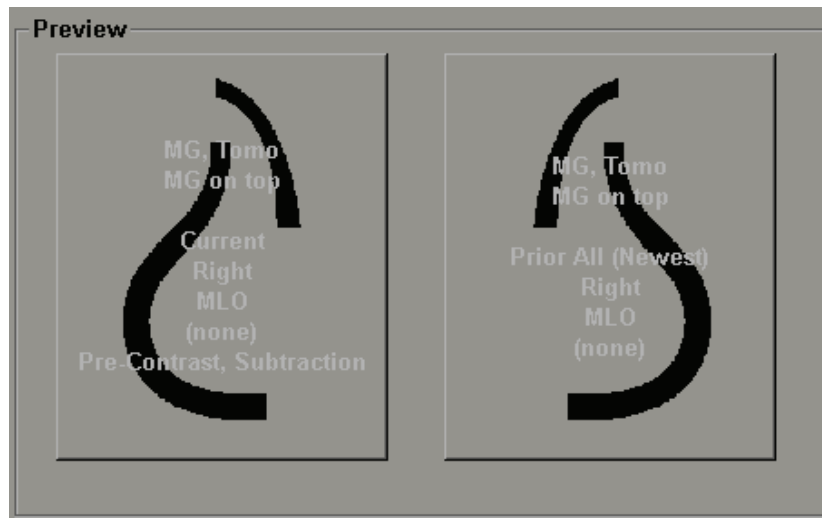 Preview
MG, Tomo
MG on top
Current
Right
MLO
(none)
Pre-Contrast, Subtraction
MG, Tomo
MG on top
Prior All (Newest)
Right
MLO
(none)